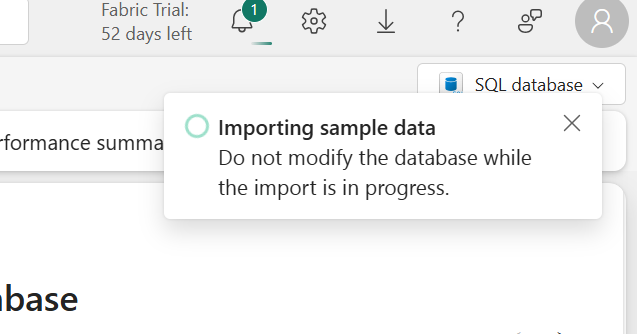 Fabric Trial:
52 days left
1
SQL database
Importing sample data
Do not modify the database while
the import is in progress.
rformance summa
abase